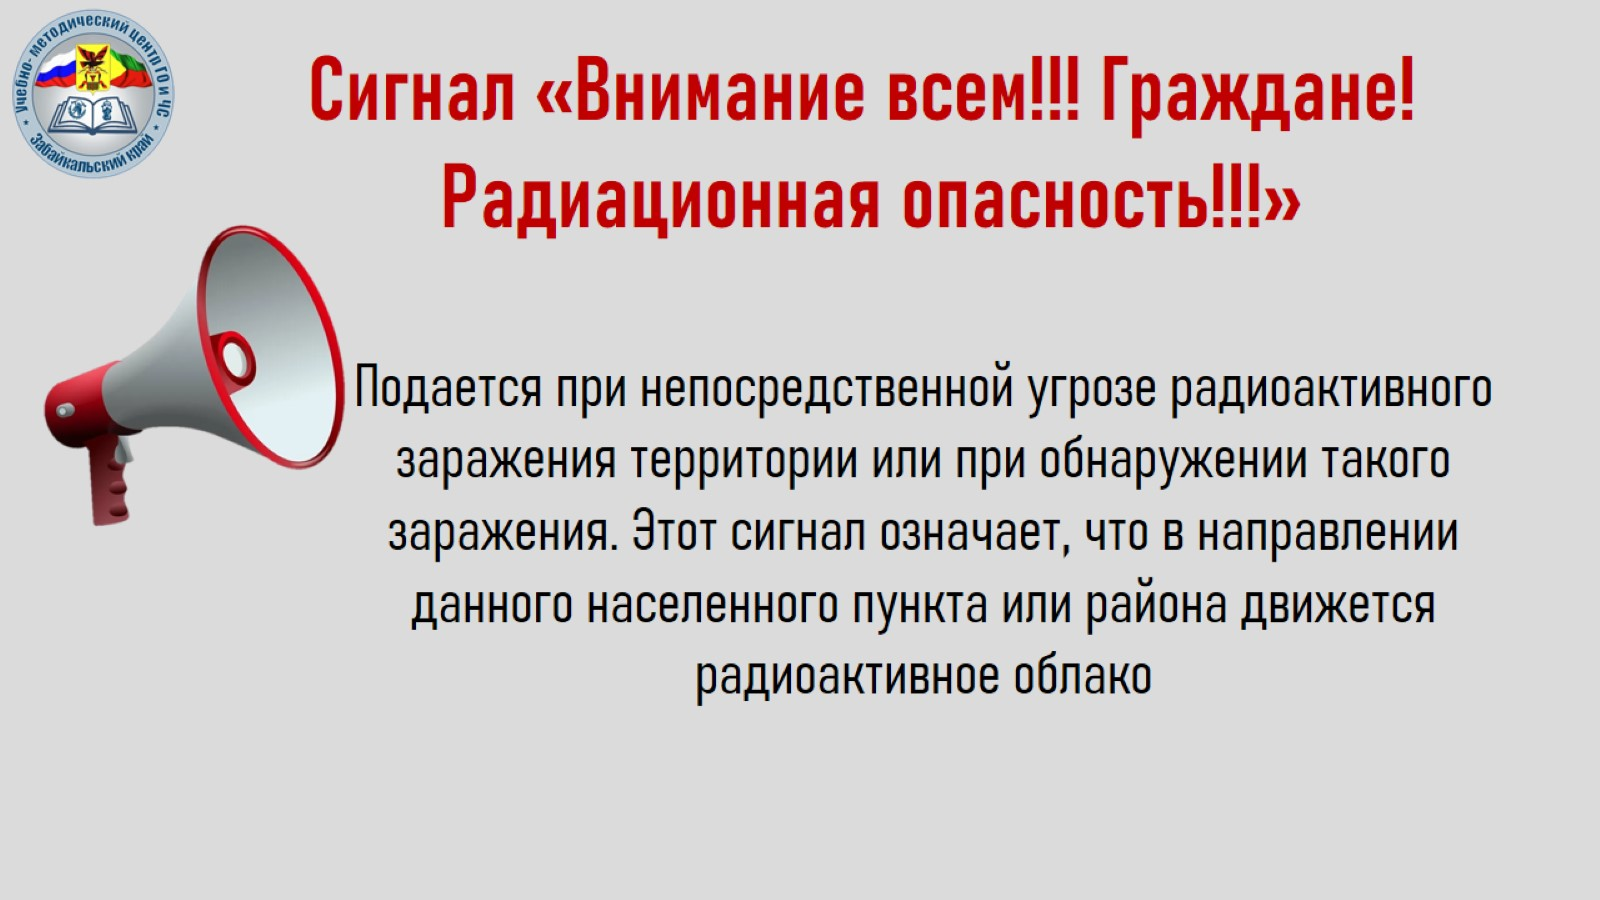 Учебно- методический центр ГО и ЧС
* Забайкальский край *
Сигнал «Внимание всем!!! Граждане!
Радиационная опасность!!!»
Подается при непосредственной угрозе радиоактивного
заражения территории или при обнаружении такого
заражения. Этот сигнал означает, что в направлении
данного населенного пункта или района движется
радиоактивное облако